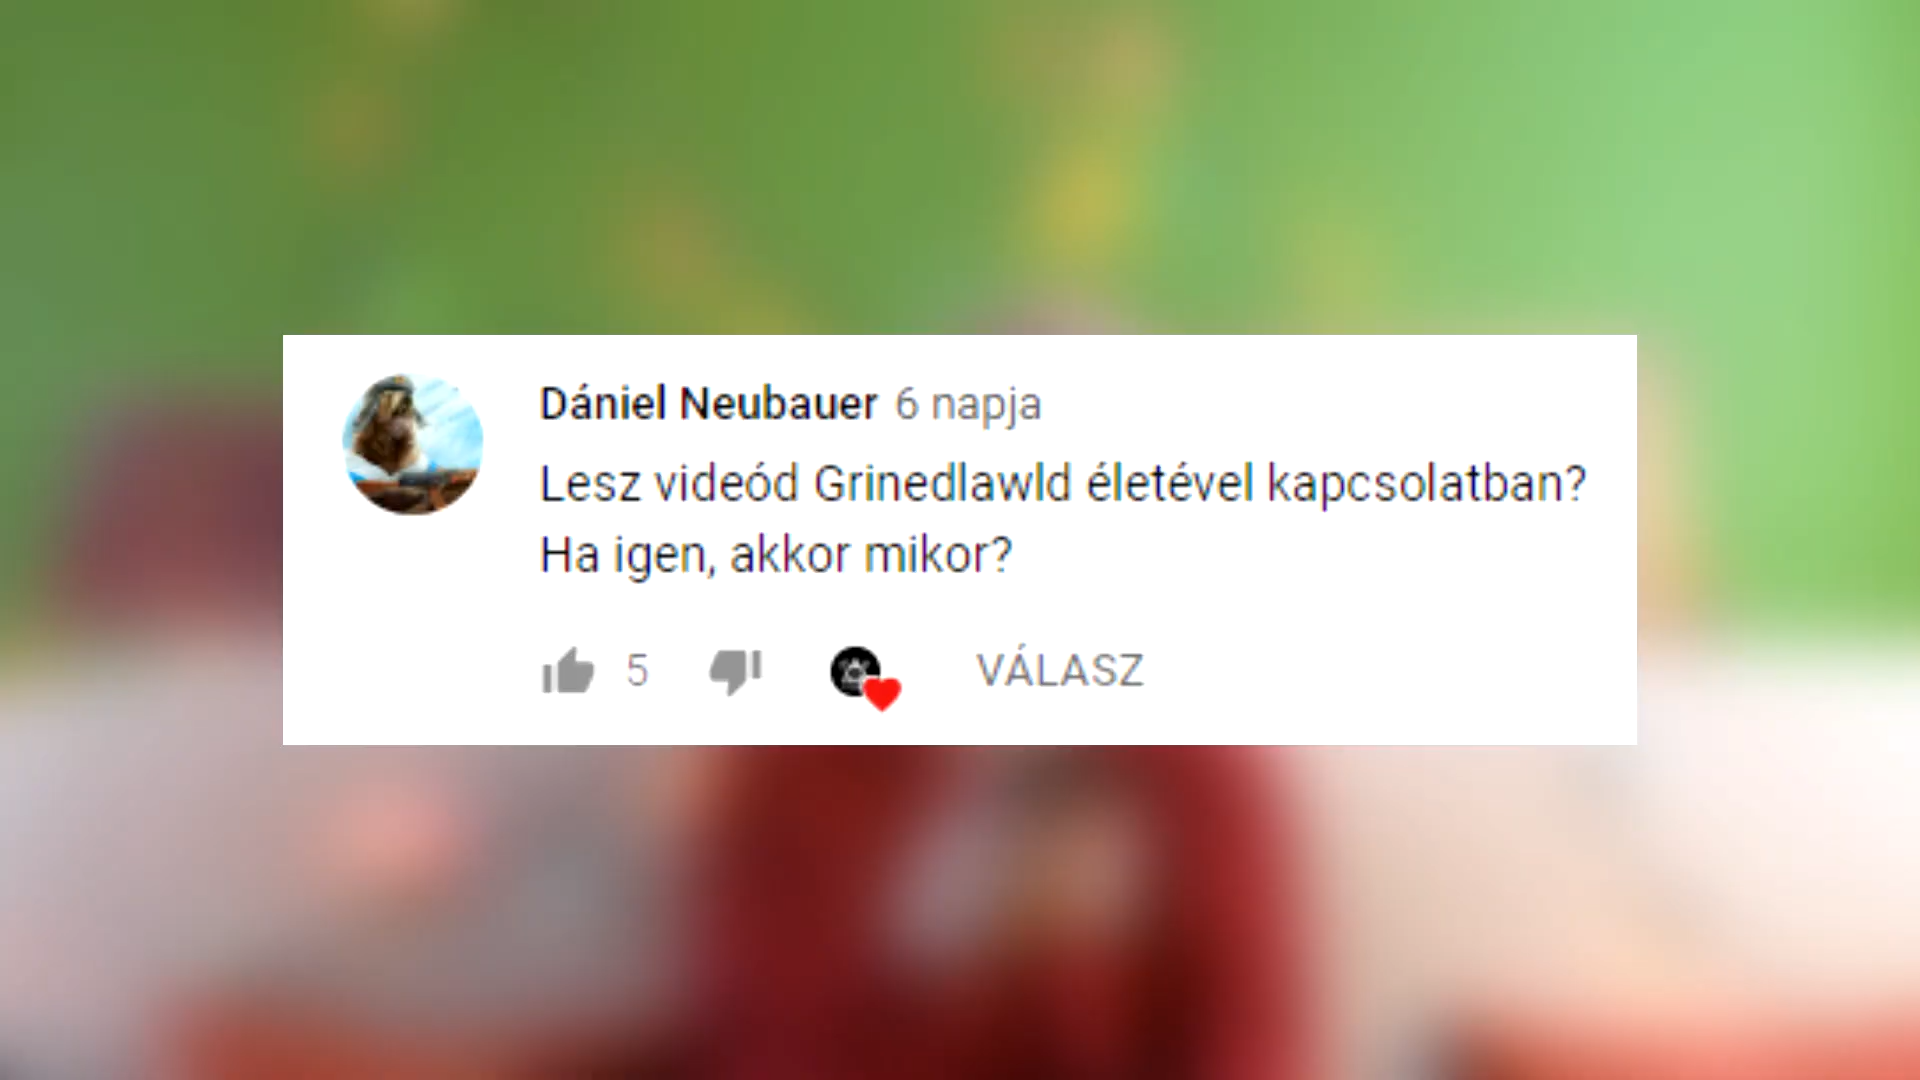 Dániel Neubauer 6 napja
Lesz videód Grinedlawld életével kapcsolatban?
Ha igen, akkor mikor?
5 VÁLASZ